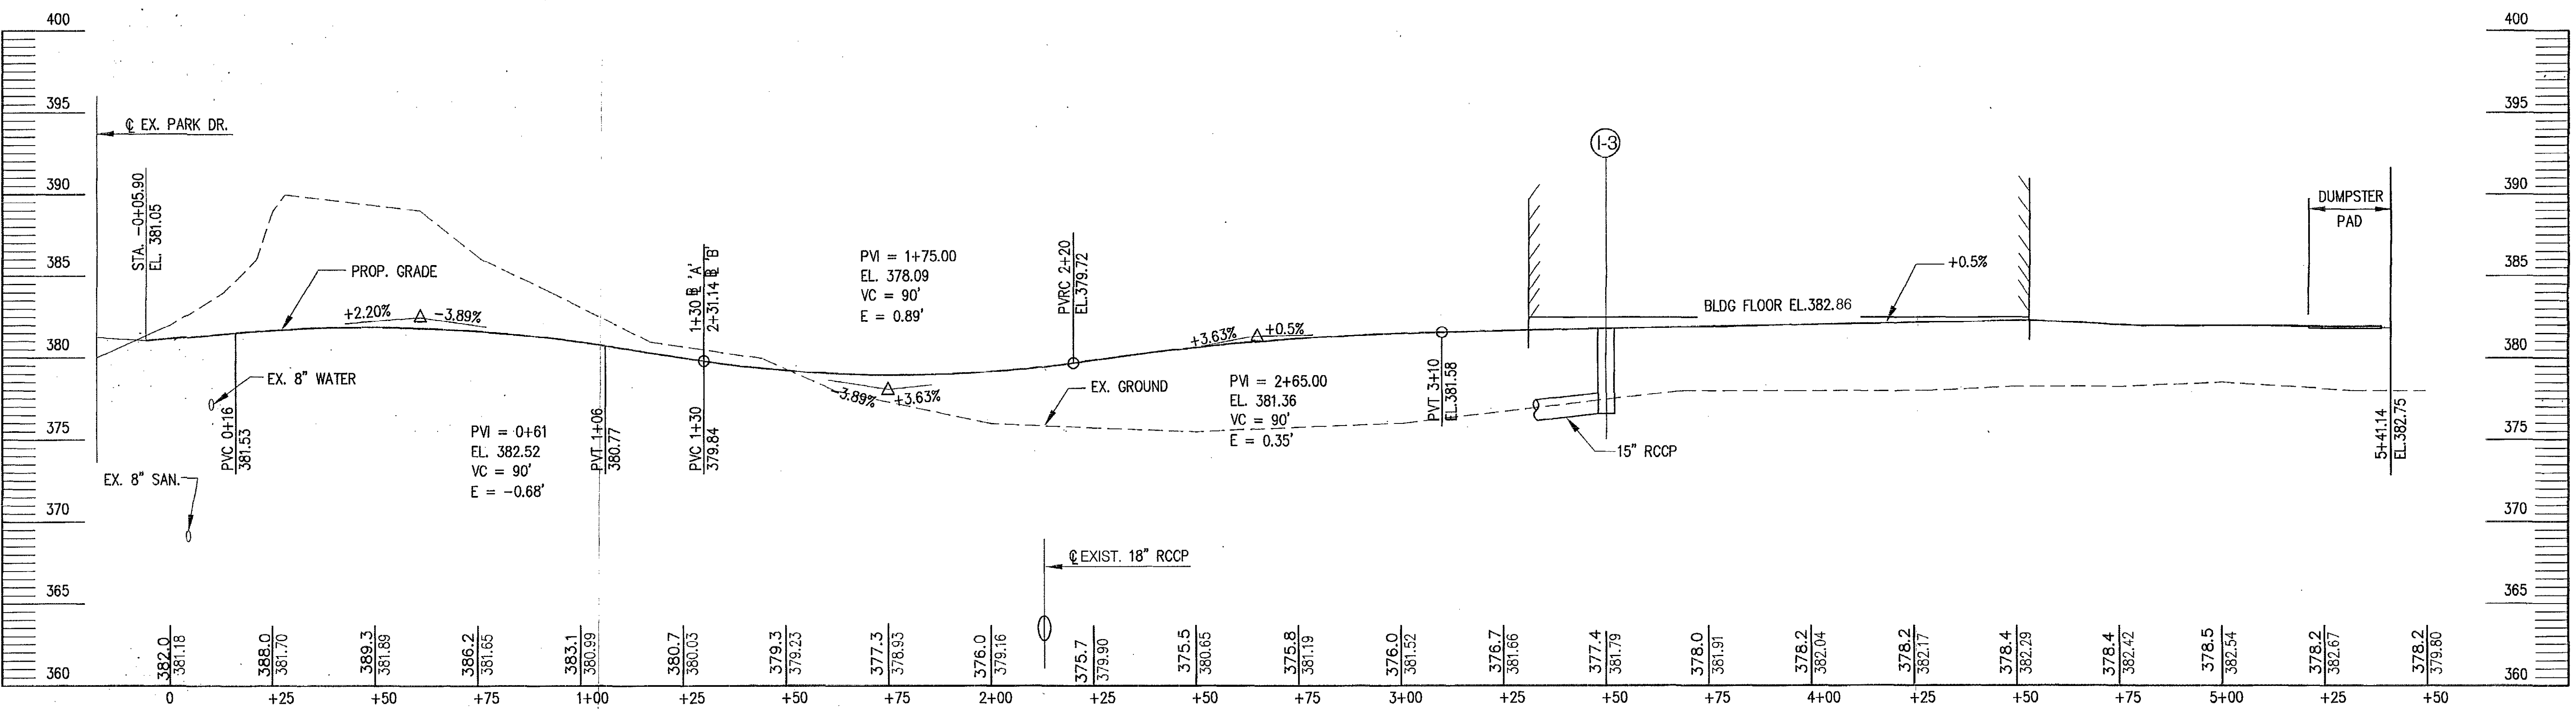 400
395
390
385
380
375
370
365
360
℄ EX. PARK DR.
STA. -0+05.90
EL. 381.05
PROP. GRADE
+2.20%
-3.89%
EX. 8" WATER
EX. 8" SAN.
PVC 0+16
381.53
PVI = 0+61
EL. 382.52
VC = 90'
E = -0.68'
PVT 1+06
380.77
1+30 ℄ 'A'
2+31.14 ℄ 'B'
PVC 1+30
379.84
PVI = 1+75.00
EL. 378.09
VC = 90'
E = 0.89'
-3.89%
+3.63%
PVRC 2+20
EL.379.72
EX. GROUND
℄ EXIST. 18" RCCP
+3.63%
+0.5%
PVI = 2+65.00
EL. 381.36
VC = 90'
E = 0.35'
PVT 3+10
EL.381.58
I-3
15" RCCP
BLDG FLOOR EL.382.86
+0.5%
DUMPSTER
PAD
5+41.14
EL.382.75
400
395
390
385
380
375
370
365
360
382.0
381.18
388.0
381.70
389.3
381.89
386.2
381.65
383.1
380.99
380.7
380.03
379.3
379.23
377.3
378.93
376.0
379.16
375.7
379.90
375.5
380.65
375.8
381.19
376.0
381.52
376.7
381.66
377.4
381.79
378.0
381.91
378.2
382.04
378.2
382.17
378.4
382.29
378.4
382.42
378.5
382.54
378.2
382.67
378.2
379.80
0 +25 +50 +75 1+00 +25 +50 +75 2+00 +25 +50 +75 3+00 +25 +50 +75 4+00 +25 +50 +75 5+00 +25 +50